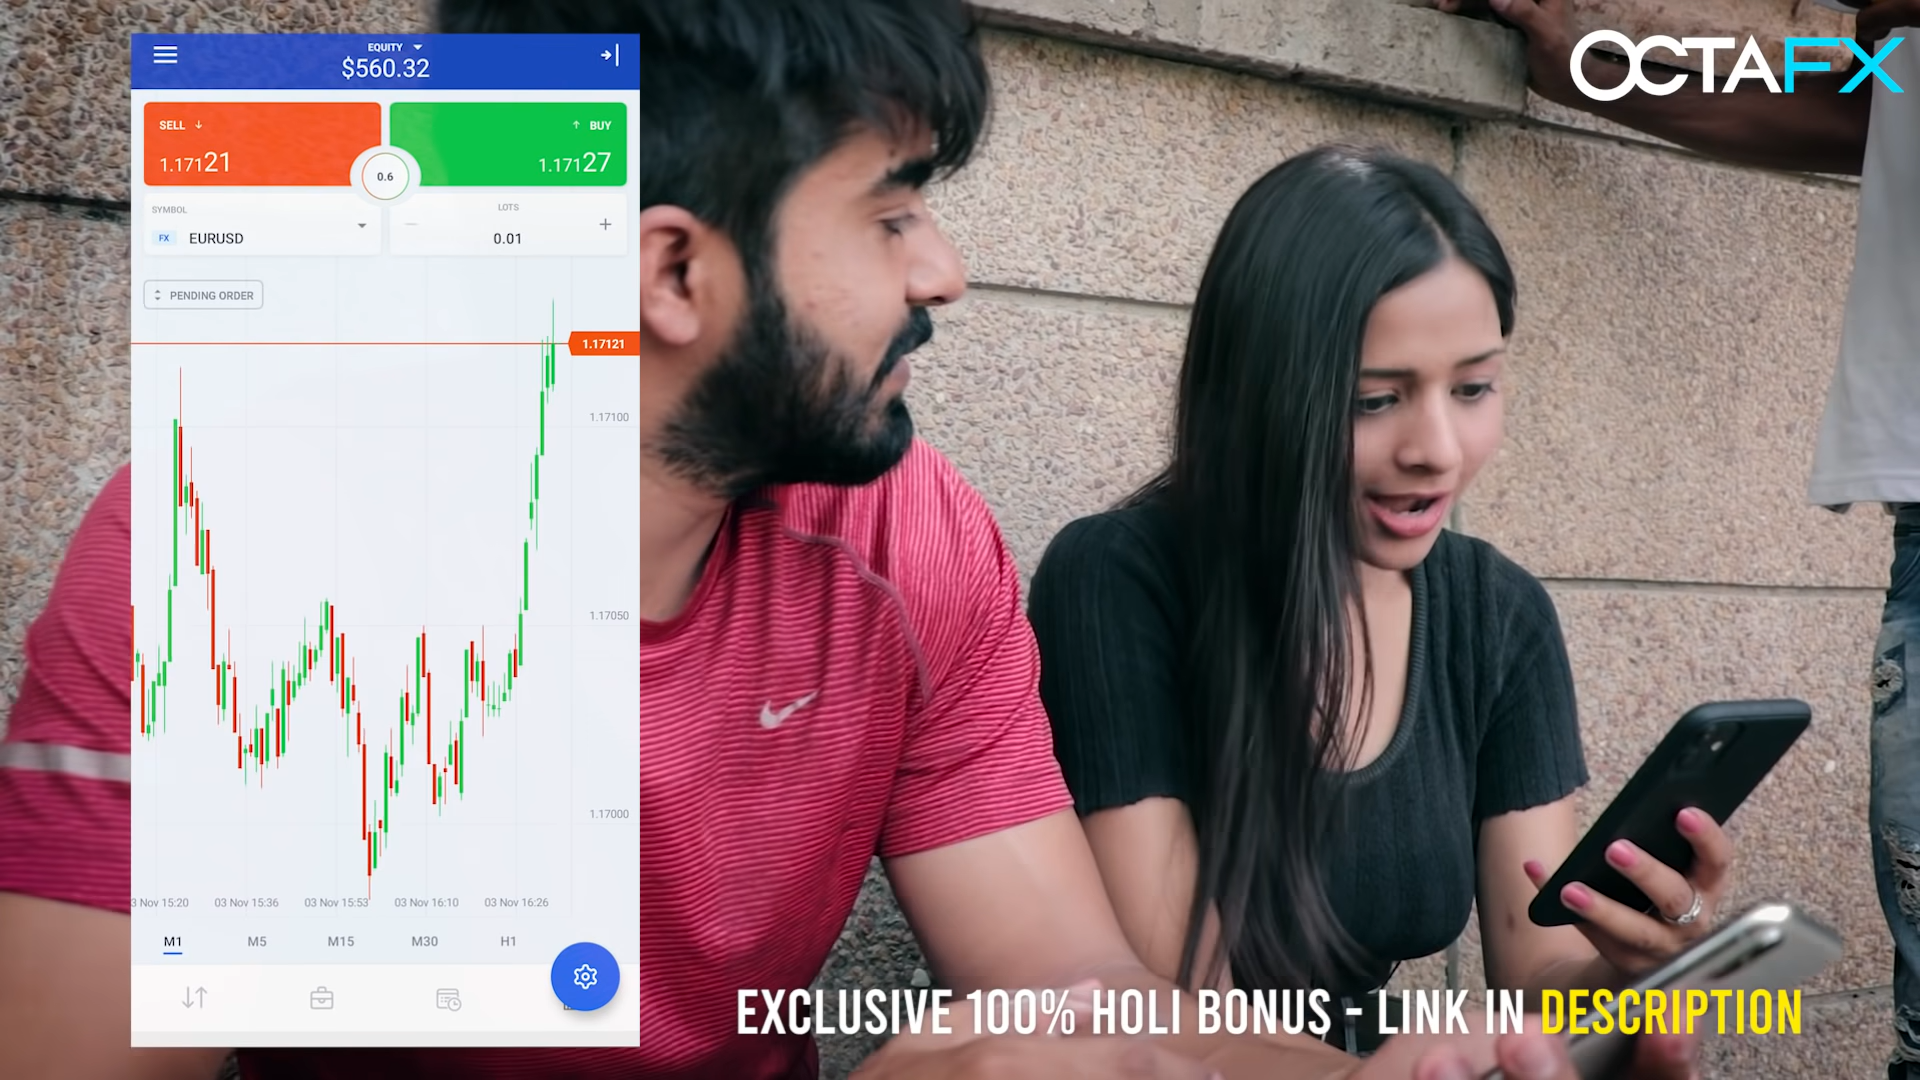 EQUITY
$560.32
SELL ↓
↑ BUY
1.17121
1.17127
0.6
SYMBOL
LOTS
FX EURUSD
0.01
PENDING ORDER
1.17121
1.17100
1.17050
1.17000
3 Nov 15:20 03 Nov 15:36 03 Nov 15:53 03 Nov 16:10 03 Nov 16:26
M1 M5 M15 M30 H1
OCTAFX
EXCLUSIVE 100% HOLI BONUS - LINK IN DESCRIPTION